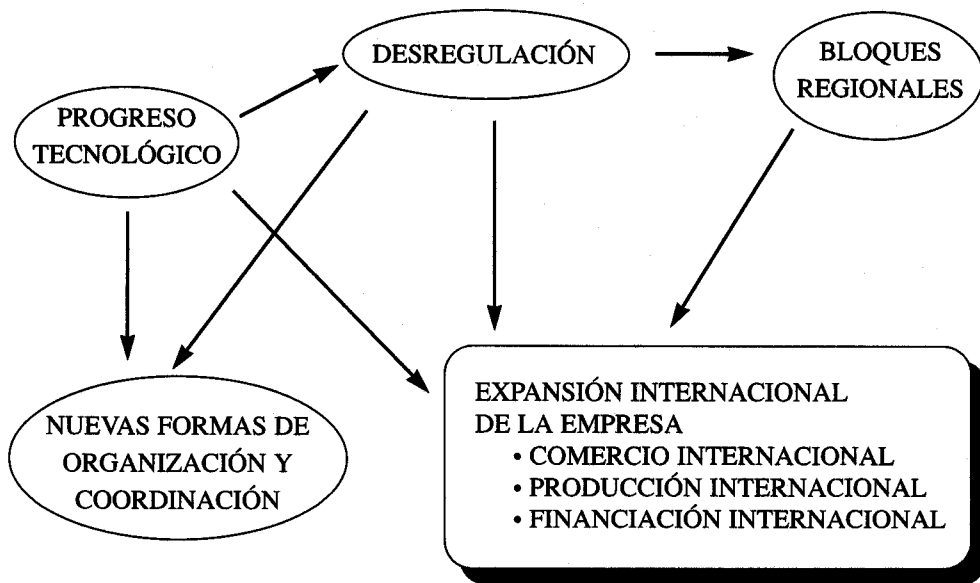 DESREGULACIÓN
BLOQUES
REGIONALES
PROGRESO
TECNOLÓGICO
NUEVAS FORMAS DE
ORGANIZACIÓN Y
COORDINACIÓN
EXPANSIÓN INTERNACIONAL
DE LA EMPRESA
• COMERCIO INTERNACIONAL
• PRODUCCIÓN INTERNACIONAL
• FINANCIACIÓN INTERNACIONAL